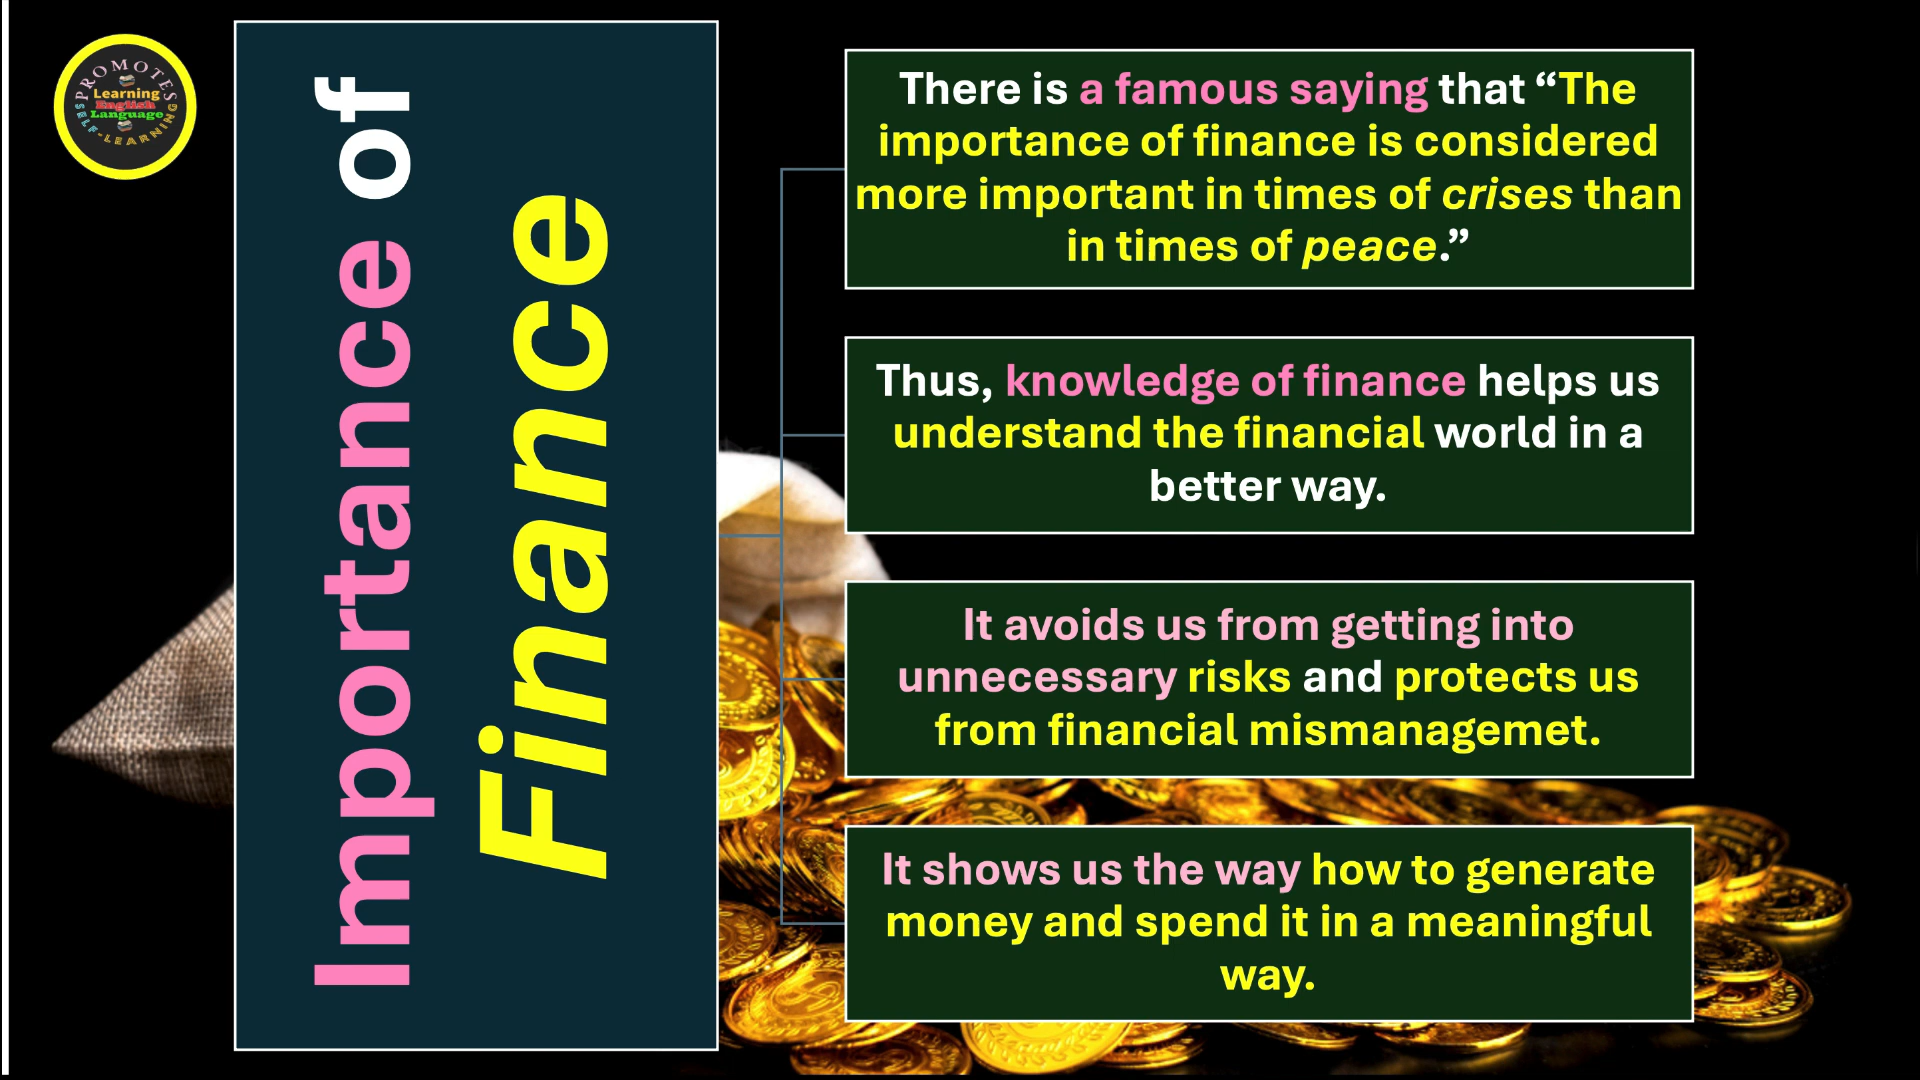 PROMOTES
Learning
English
Language
SELF-LEARNING
Importance of
Finance
There is a famous saying that “The
importance of finance is considered
more important in times of crises than
in times of peace.”
Thus, knowledge of finance helps us
understand the financial world in a
better way.
It avoids us from getting into
unnecessary risks and protects us
from financial mismanagemet.
It shows us the way how to generate
money and spend it in a meaningful
way.